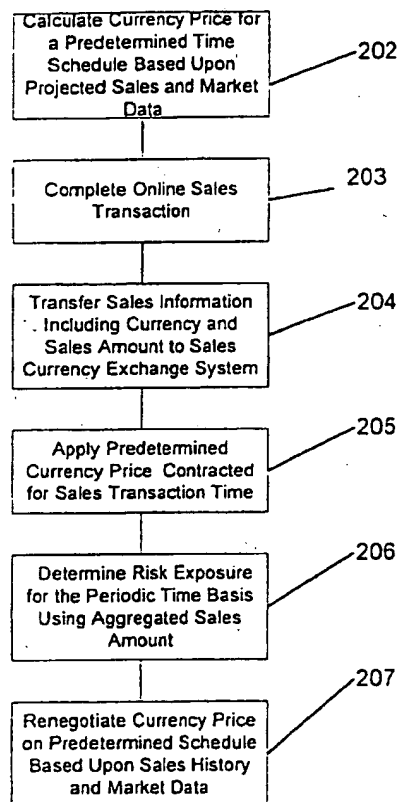 Calculate Currency Price for
a Predetermined Time
Schedule Based Upon
Projected Sales and Market
Data
202
Complete Online Sales
Transaction
203
Transfer Sales Information
Including Currency and
Sales Amount to Sales
Currency Exchange System
204
Apply Predetermined
Currency Price Contracted
for Sales Transaction Time
205
Determine Risk Exposure
for the Periodic Time Basis
Using Aggregated Sales
Amount
206
Renegotiate Currency Price
on Predetermined Schedule
Based Upon Sales History
and Market Data
207